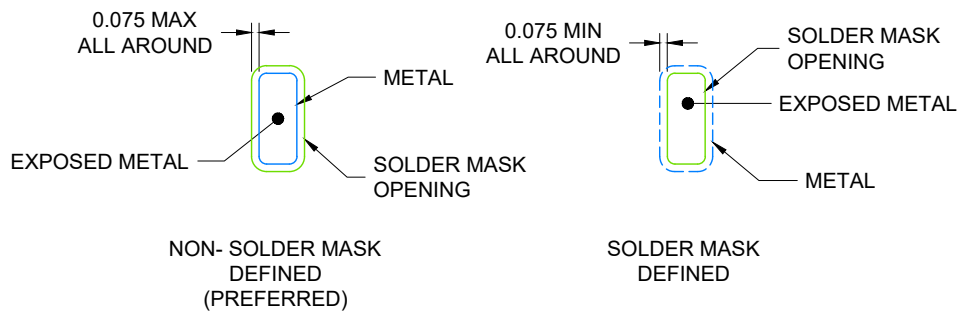 0.075 MAX
ALL AROUND
METAL
EXPOSED METAL
SOLDER MASK
OPENING
NON- SOLDER MASK
DEFINED
(PREFERRED)
0.075 MIN
ALL AROUND
SOLDER MASK
OPENING
EXPOSED METAL
METAL
SOLDER MASK
DEFINED